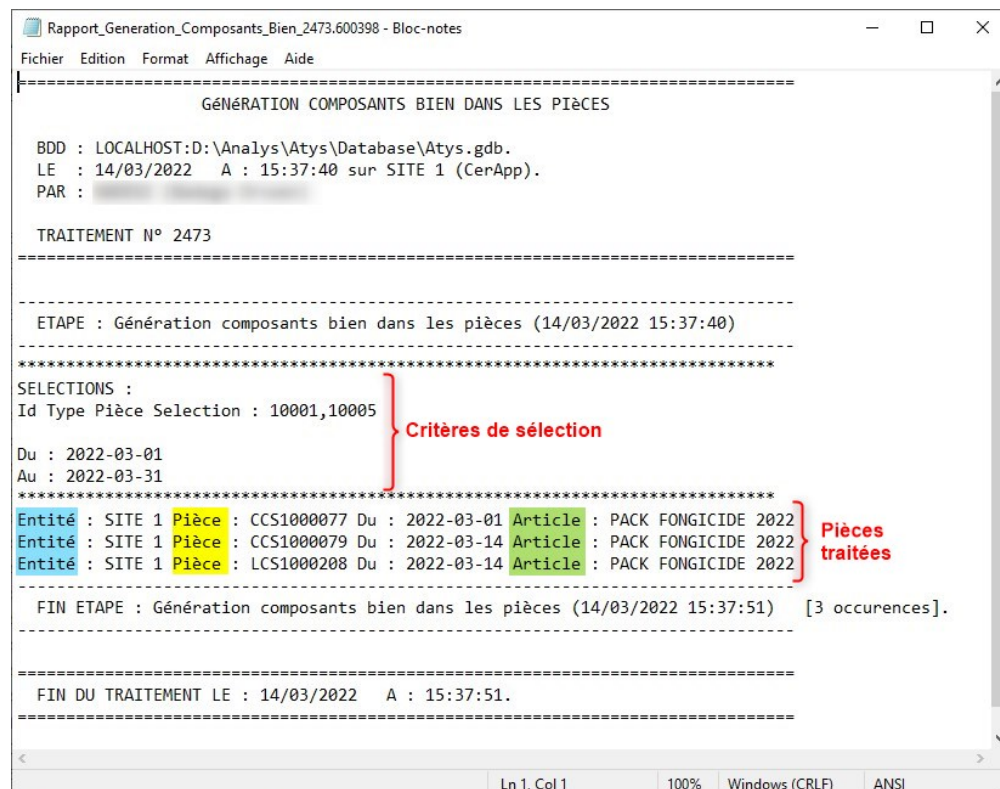 Rapport_Generation_Composants_Bien_2473.600398 - Bloc-notes
Fichier Edition Format Affichage Aide
================================================================================
GéNéRATION COMPOSANTS BIEN DANS LES PIèCES
BDD : LOCALHOST:D:\Analys\Atys\Database\Atys.gdb.
LE : 14/03/2022 A : 15:37:40 sur SITE 1 (CerApp).
PAR :
TRAITEMENT N° 2473
================================================================================
--------------------------------------------------------------------------------
ETAPE : Génération composants bien dans les pièces (14/03/2022 15:37:40)
--------------------------------------------------------------------------------
******************************************************************************
SELECTIONS :
Id Type Pièce Selection : 10001,10005
Critères de sélection
Du : 2022-03-01
Au : 2022-03-31
******************************************************************************
Entité : SITE 1 Pièce : CCS1000077 Du : 2022-03-01 Article : PACK FONGICIDE 2022
Entité : SITE 1 Pièce : CCS1000079 Du : 2022-03-14 Article : PACK FONGICIDE 2022
Entité : SITE 1 Pièce : LCS1000208 Du : 2022-03-14 Article : PACK FONGICIDE 2022
Pièces
traitées
--------------------------------------------------------------------------------
FIN ETAPE : Génération composants bien dans les pièces (14/03/2022 15:37:51) [3 occurences].
--------------------------------------------------------------------------------
================================================================================
FIN DU TRAITEMENT LE : 14/03/2022 A : 15:37:51.
================================================================================
Ln 1, Col 1 100% Windows (CRLF) ANSI